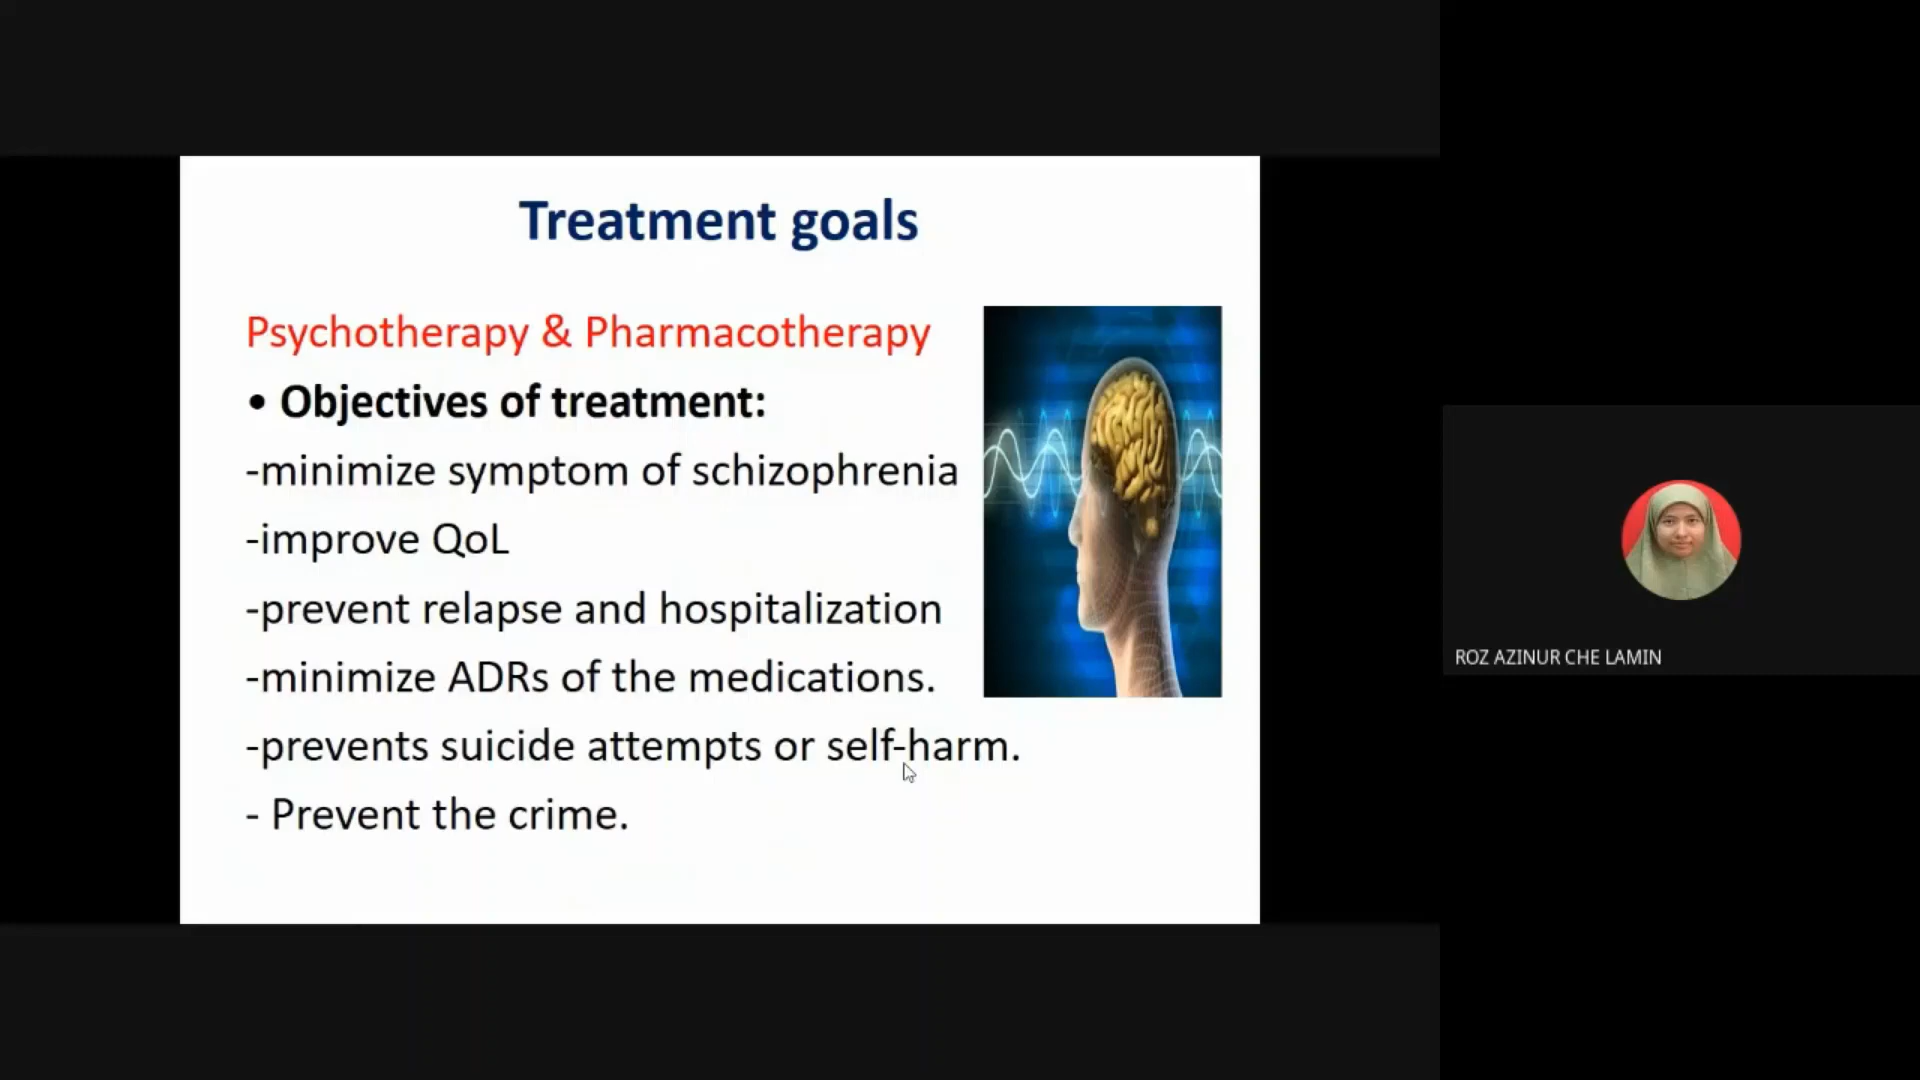 Treatment goals
Psychotherapy & Pharmacotherapy
• Objectives of treatment:
-minimize symptom of schizophrenia
-improve QoL
-prevent relapse and hospitalization
-minimize ADRs of the medications.
-prevents suicide attempts or self-harm.
- Prevent the crime.
ROZ AZINUR CHE LAMIN